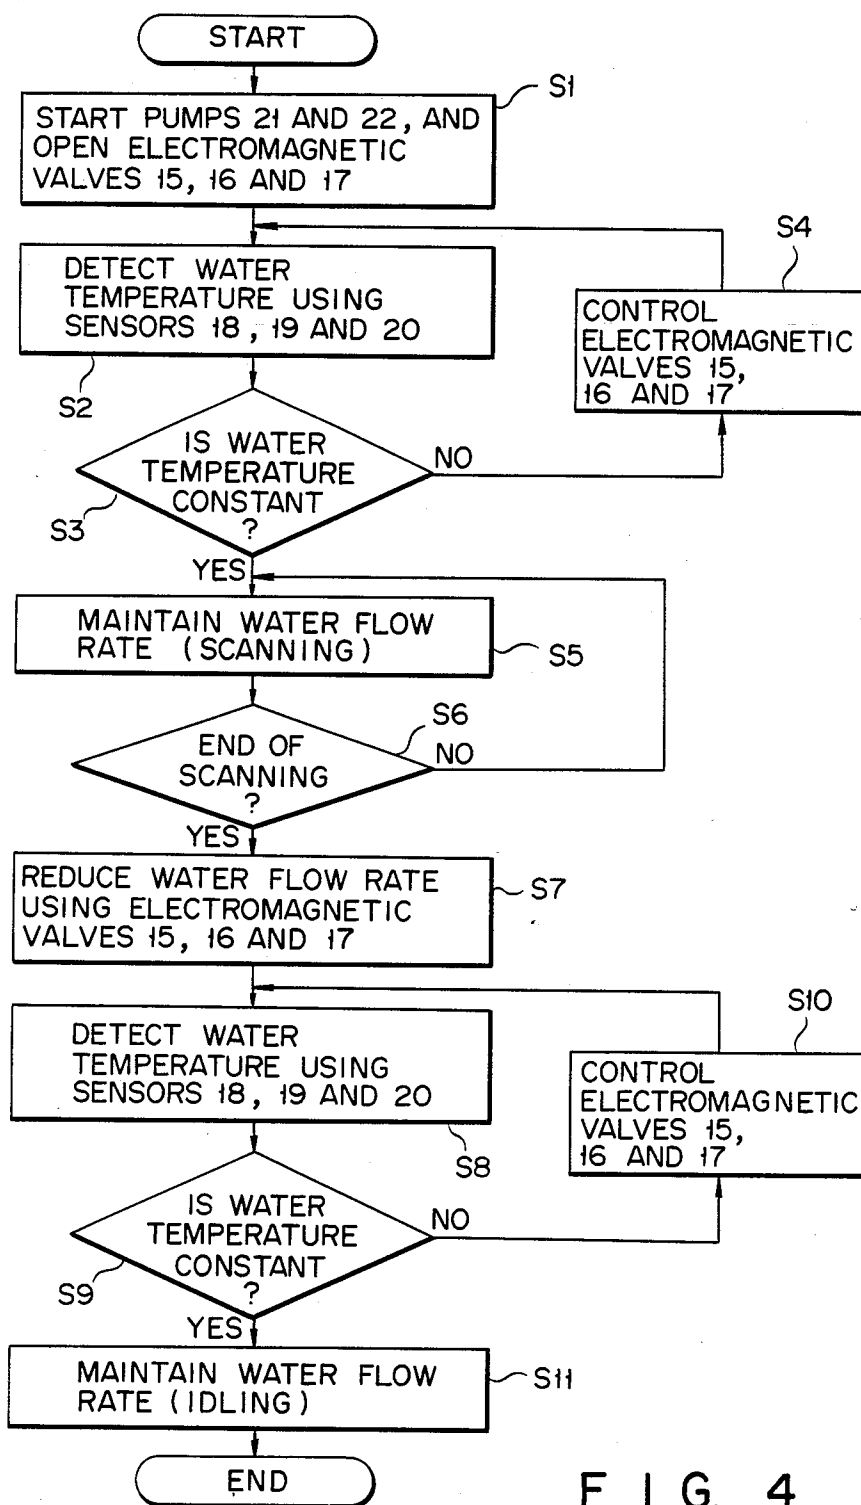 START
S1
START PUMPS 21 AND 22, AND
OPEN ELECTROMAGNETIC
VALVES 15, 16 AND 17
S4
DETECT WATER
TEMPERATURE USING
SENSORS 18, 19 AND 20
S2
CONTROL
ELECTROMAGNETIC
VALVES 15,
16 AND 17
IS WATER
TEMPERATURE
CONSTANT
?
NO
S3
YES
MAINTAIN WATER FLOW
RATE (SCANNING)
S5
S6
END OF
SCANNING
?
NO
YES
REDUCE WATER FLOW RATE
USING ELECTROMAGNETIC
VALVES 15, 16 AND 17
S7
S10
DETECT WATER
TEMPERATURE USING
SENSORS 18, 19 AND 20
S8
CONTROL
ELECTROMAGNETIC
VALVES 15,
16 AND 17
IS WATER
TEMPERATURE
CONSTANT
?
NO
S9
YES
MAINTAIN WATER FLOW
RATE (IDLING)
S11
END
FIG. 4